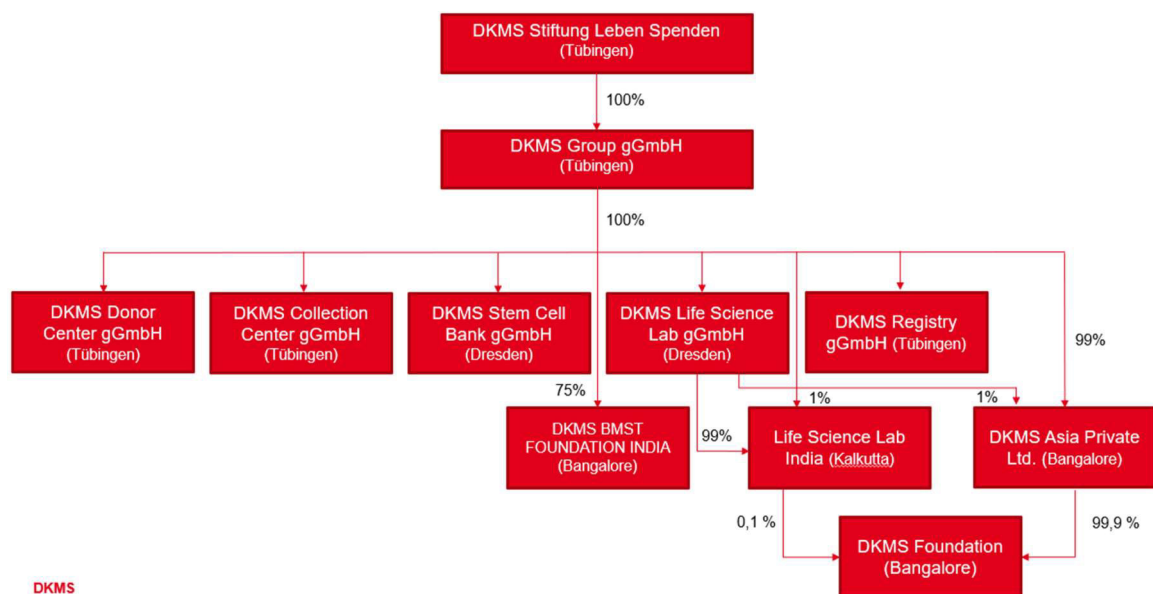 DKMS Stiftung Leben Spenden
(Tübingen)
100%
DKMS Group gGmbH
(Tübingen)
100%
DKMS Donor
Center gGmbH
(Tübingen)
DKMS Collection
Center gGmbH
(Tübingen)
DKMS Stem Cell
Bank gGmbH
(Dresden)
DKMS Life Science
Lab gGmbH
(Dresden)
DKMS Registry
gGmbH (Tübingen)
99%
75%
1%
1%
DKMS BMST
FOUNDATION INDIA
(Bangalore)
99%
Life Science Lab
India (Kalkutta)
DKMS Asia Private
Ltd. (Bangalore)
0,1 %
99,9 %
DKMS Foundation
(Bangalore)
DKMS